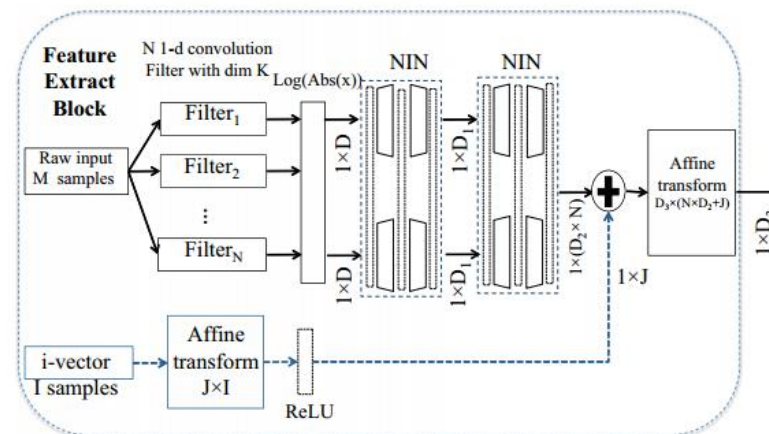 Feature
Extract
Block
N 1-d convolution
Filter with dim K
Log(Abs(x))
NIN
NIN
Raw input
M samples
Filter₁
Filter₂
⋮
Filter_N
1×D
1×D
1×D₁
1×D₁
1×(D₂× N)
+
1×J
Affine
transform
D₃×(N×D₂+J)
i-vector
I samples
Affine
transform
J×I
ReLU